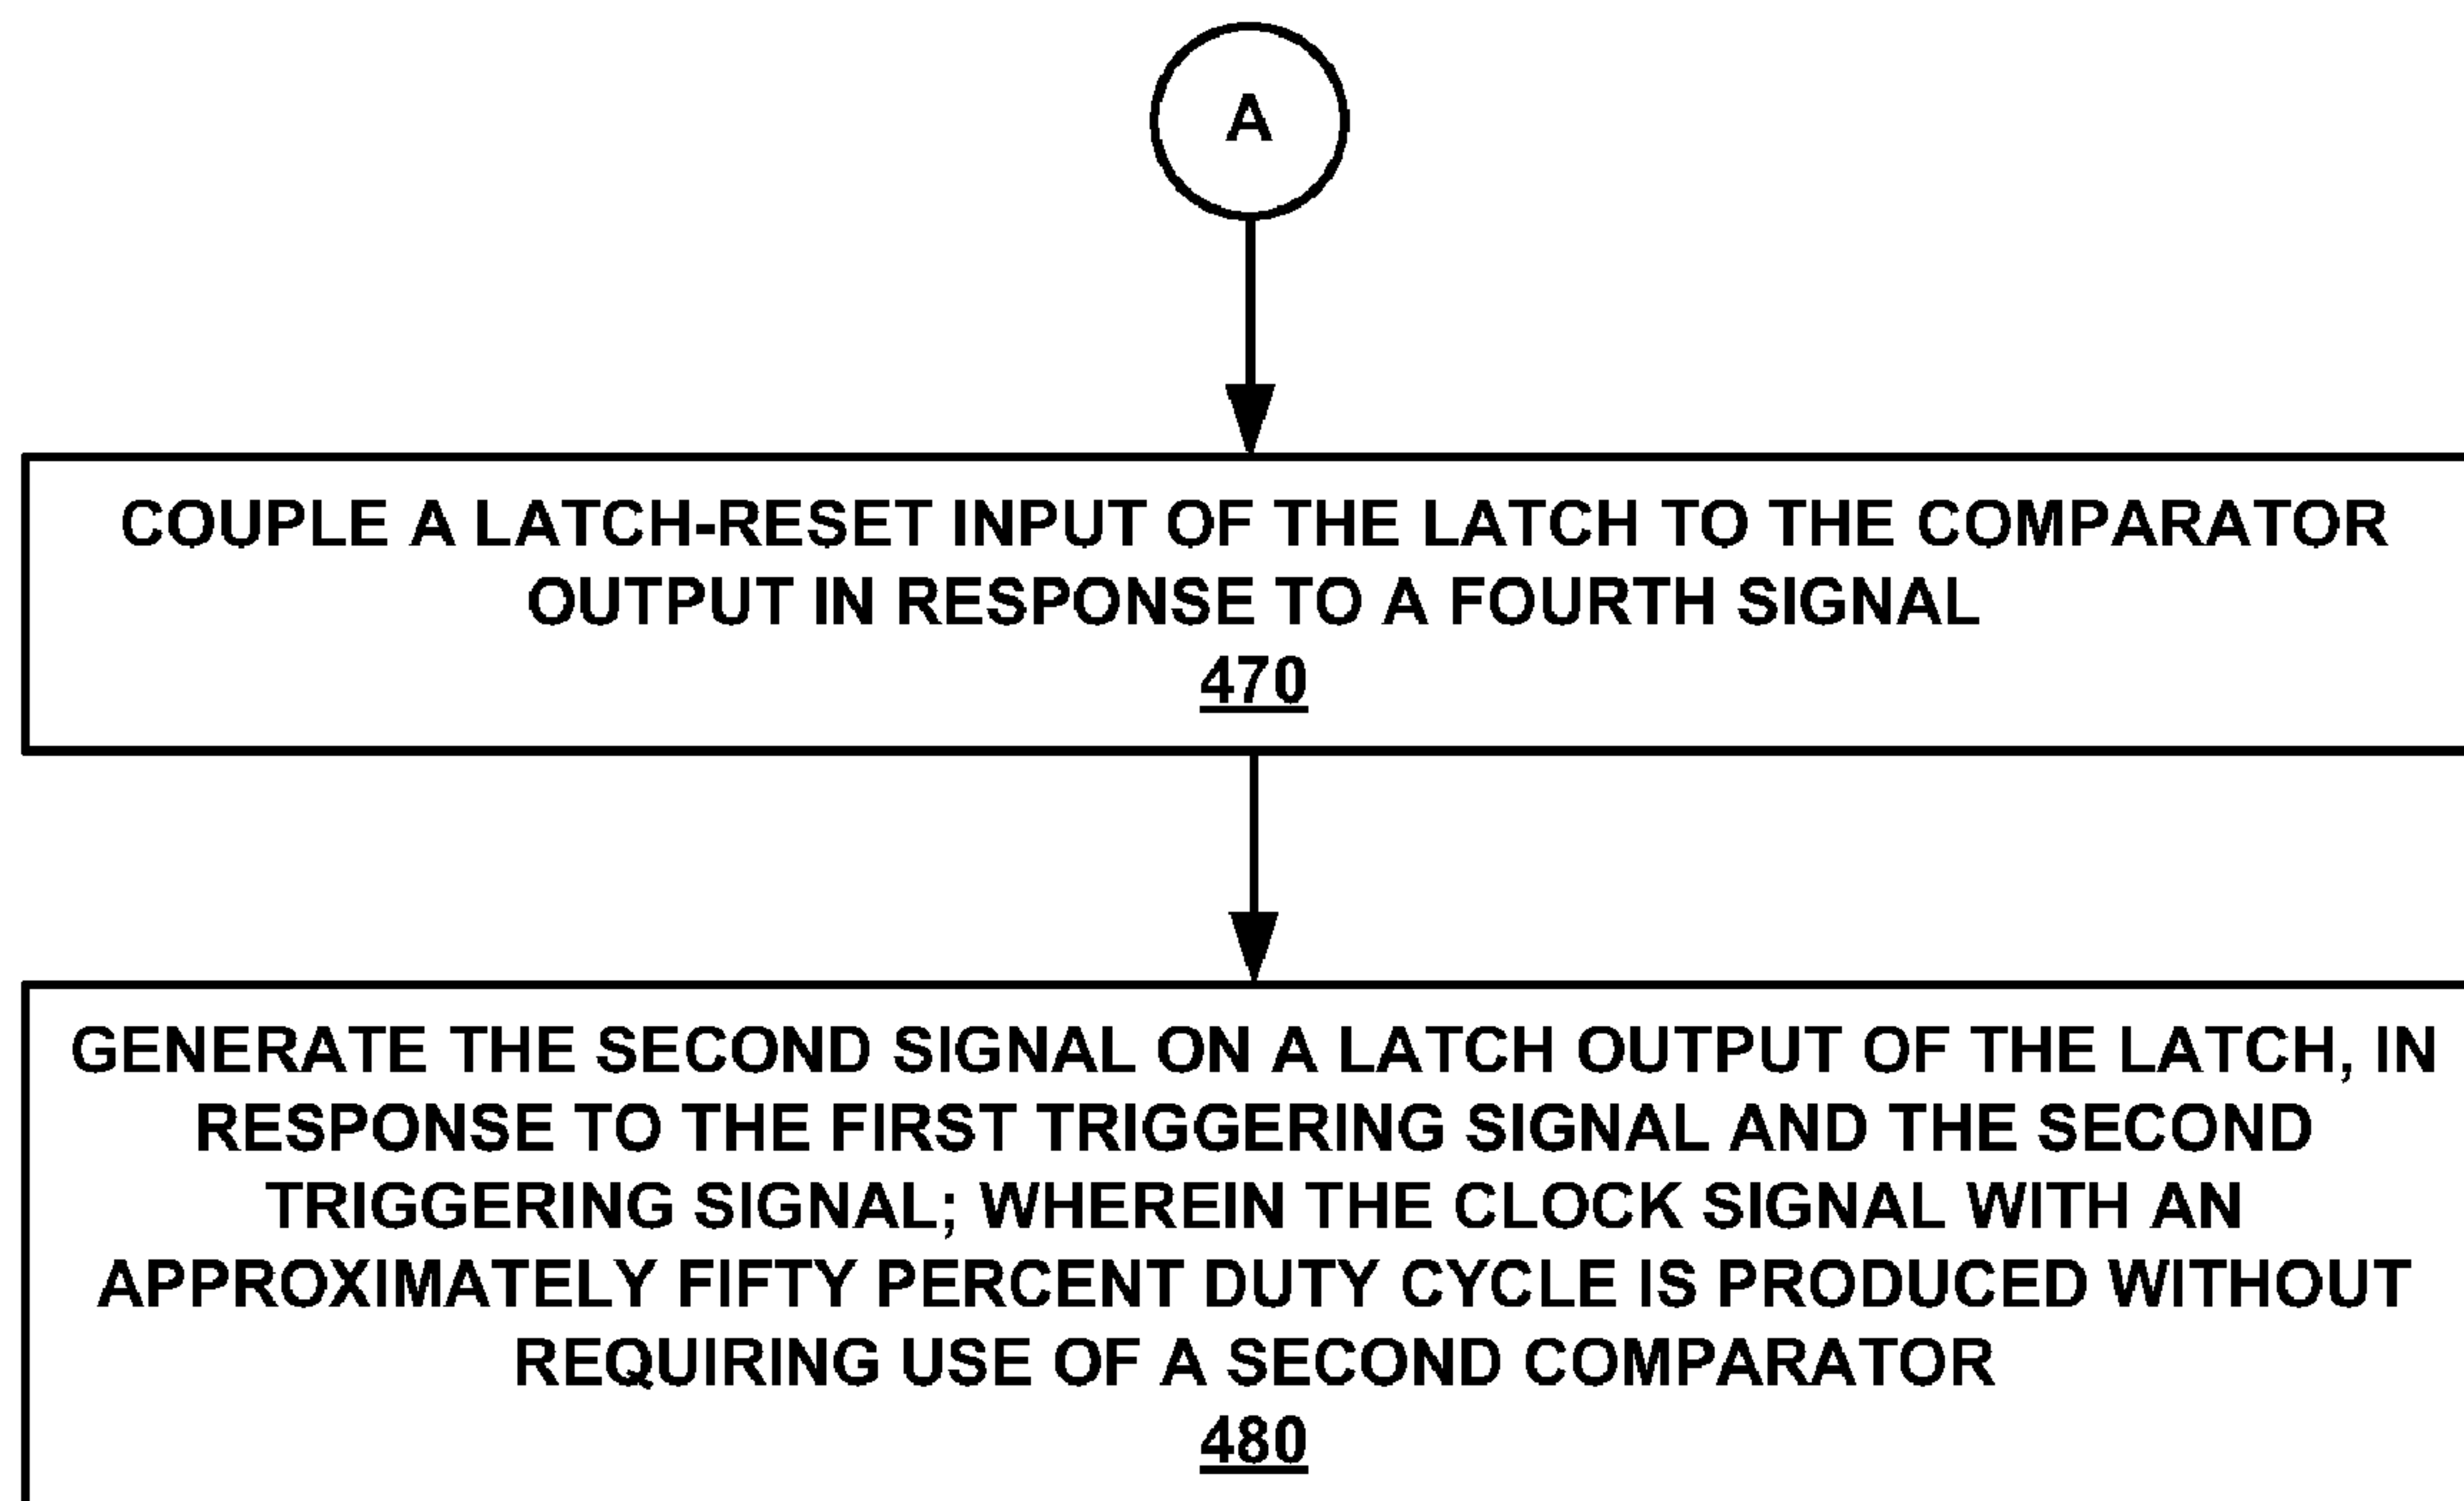 A
COUPLE A LATCH-RESET INPUT OF THE LATCH TO THE COMPARATOR
OUTPUT IN RESPONSE TO A FOURTH SIGNAL
470
GENERATE THE SECOND SIGNAL ON A LATCH OUTPUT OF THE LATCH, IN
RESPONSE TO THE FIRST TRIGGERING SIGNAL AND THE SECOND
TRIGGERING SIGNAL; WHEREIN THE CLOCK SIGNAL WITH AN
APPROXIMATELY FIFTY PERCENT DUTY CYCLE IS PRODUCED WITHOUT
REQUIRING USE OF A SECOND COMPARATOR
480